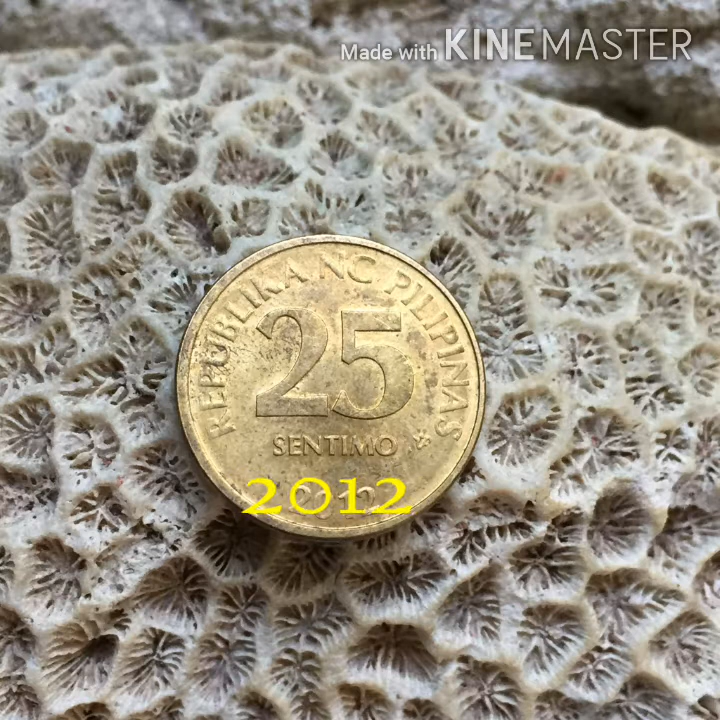 Made with KINEMASTER
REPUBLIKA NG PILIPINAS
25
SENTIMO
2012